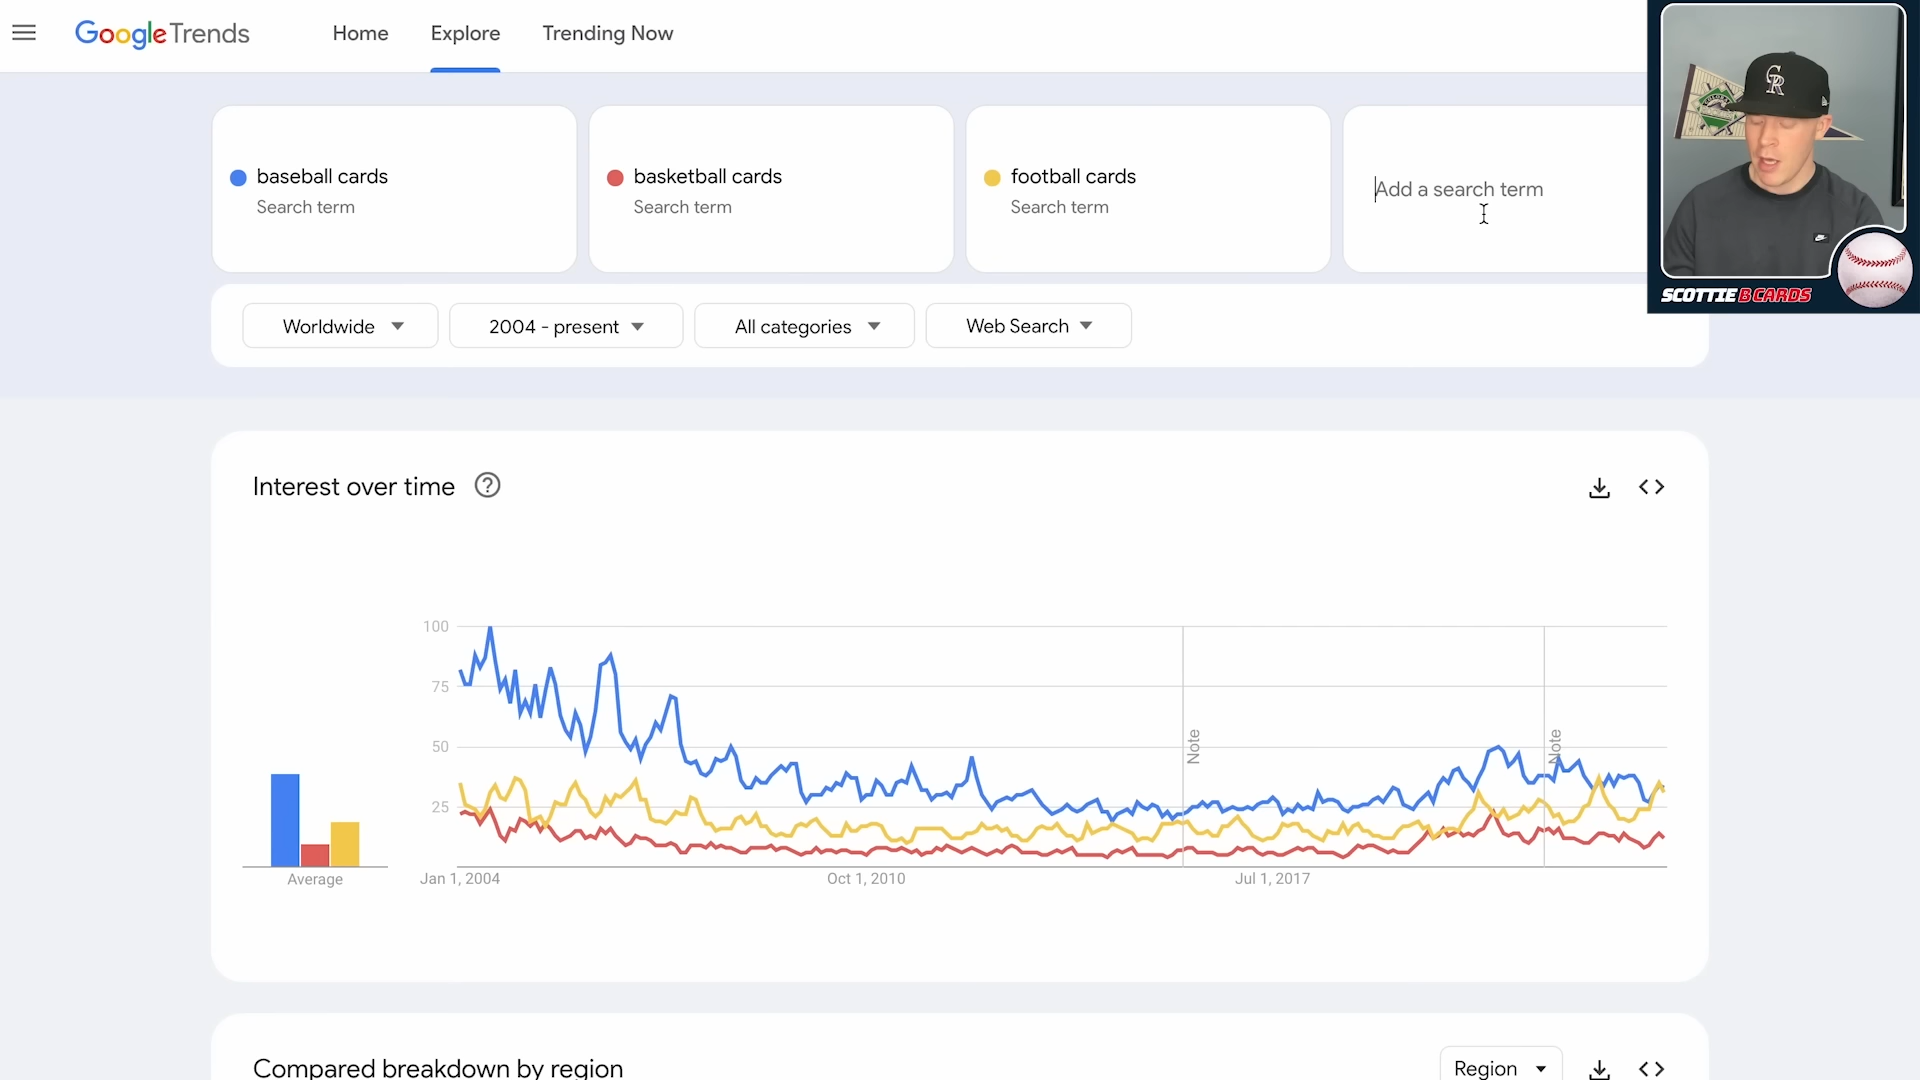 Google Trends
Home
Explore
Trending Now
baseball cards
Search term
basketball cards
Search term
football cards
Search term
Add a search term
CR
SCOTTIE B CARDS
Worldwide
2004 - present
All categories
Web Search
Interest over time
100
75
50
25
Note
Note
Average
Jan 1, 2004
Oct 1, 2010
Jul 1, 2017
Compared breakdown by region
Region